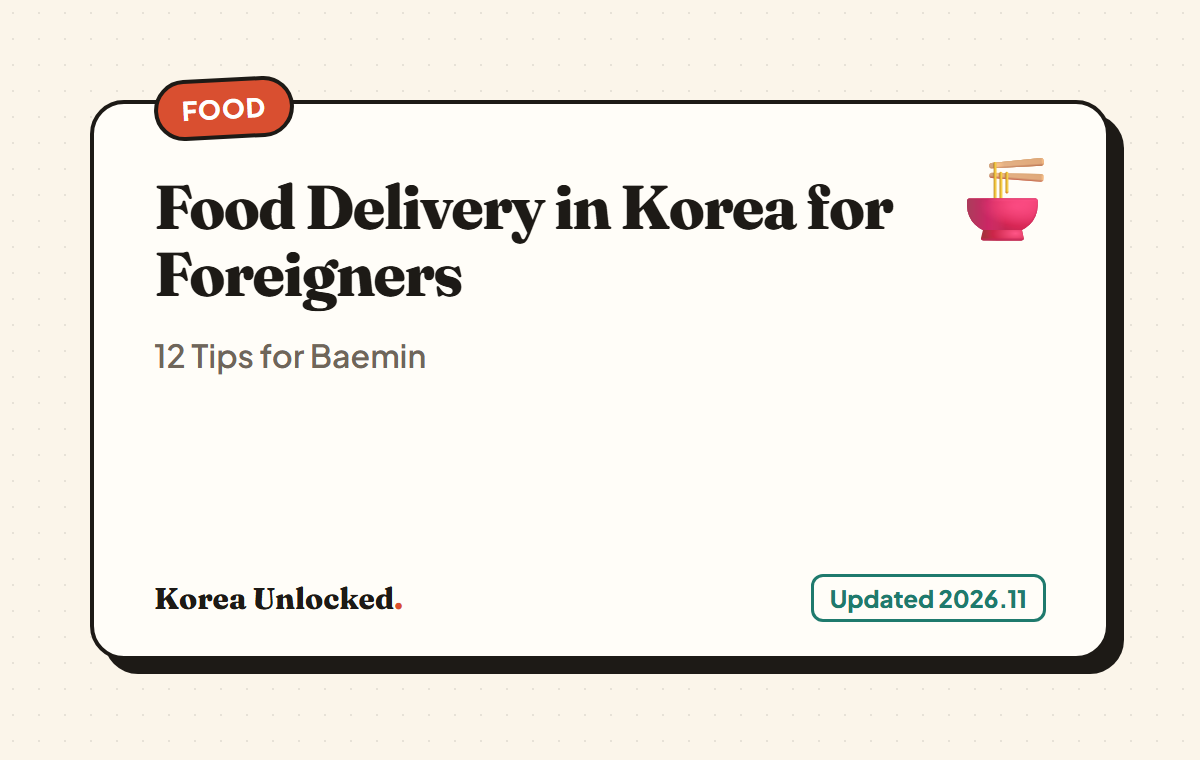 FOOD
Food Delivery in Korea for
Foreigners
12 Tips for Baemin
Korea Unlocked.
Updated 2026.11